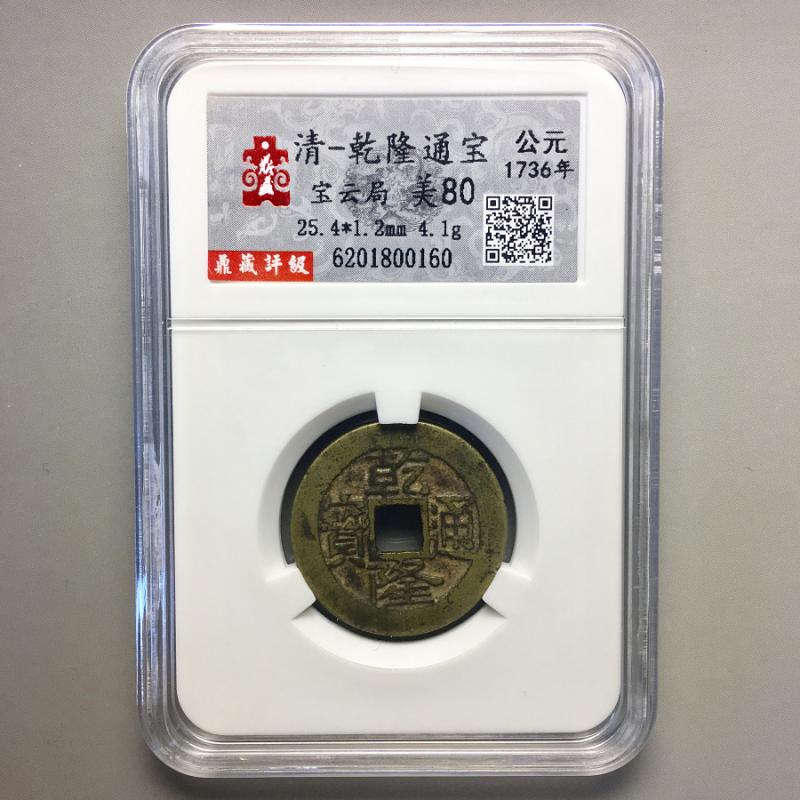 清-乾隆通宝
公元
1736年
宝云局 美80
25.4*1.2mm 4.1g
鼎藏評級
6201800160
乾隆通寶